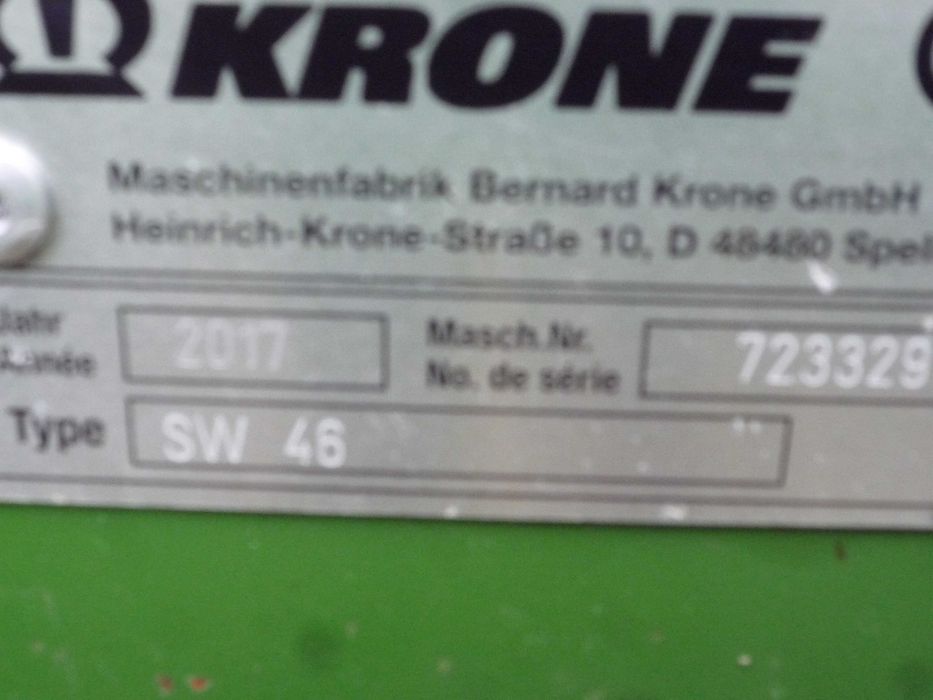 KRONE
Maschinenfabrik Bernard Krone GmbH
Heinrich-Krone-Straße 10, D 48480 Spell
Jahr
Année
2017
Masch.Nr.
No. de série
723329
Type
SW 46